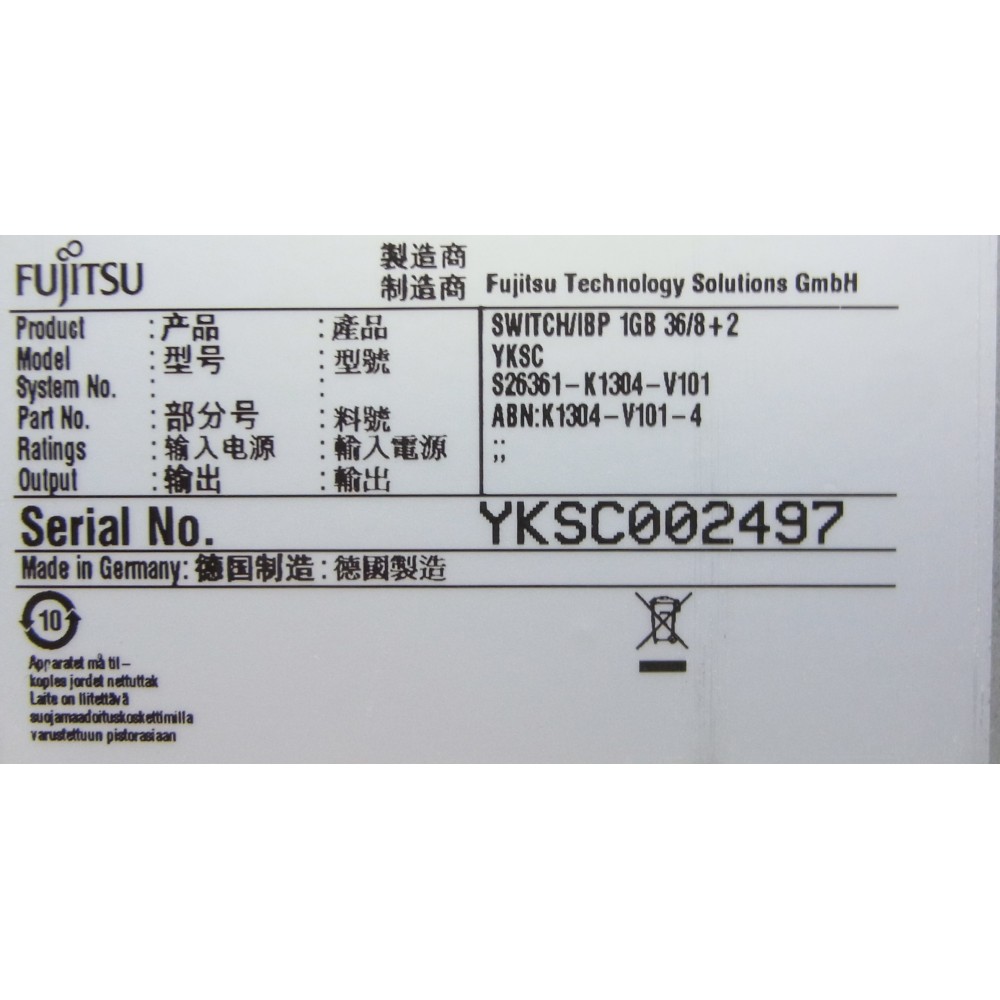 FUJITSU
製造商
制造商 Fujitsu Technology Solutions GmbH
Product : 产品 : 產品 SWITCH/IBP 1GB 36/8+2
Model : 型号 : 型號 YKSC
System No. : : S26361-K1304-V101
Part No. : 部分号 : 料號 ABN:K1304-V101-4
Ratings : 输入电源 : 輸入電源 ;;
Output : 输出 : 輸出
Serial No. YKSC002497
Made in Germany: 德国制造 : 德國製造
10
Apparatet må til-
koples jordet nettuttak
Laite on liitettävä
suojamaadoituskoskettimilla
varustettuun pistorasiaan